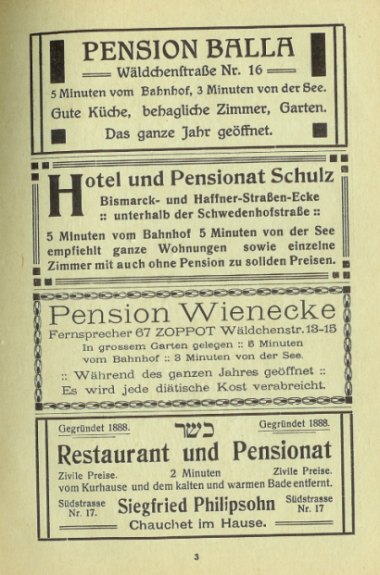 PENSION BALLA
Wäldchenstraße Nr. 16
5 Minuten vom Bahnhof, 3 Minuten von der See.
Gute Küche, behagliche Zimmer, Garten.
Das ganze Jahr geöffnet.
Hotel und Pensionat Schulz
Bismarck- und Haffner-Straßen-Ecke
:: unterhalb der Schwedenhofstraße ::
5 Minuten vom Bahnhof 5 Minuten von der See
empfiehlt ganze Wohnungen sowie einzelne
Zimmer mit auch ohne Pension zu soliden Preisen.
Pension Wienecke
Fernsprecher 67 ZOPPOT Wäldchenstr. 13-15
In grossem Garten gelegen :: 5 Minuten
vom Bahnhof :: 3 Minuten von der See.
:: Während des ganzen Jahres geöffnet ::
Es wird jede diätische Kost verabreicht.
Gegründet 1888. כשר Gegründet 1888.
Restaurant und Pensionat
Zivile Preise. 2 Minuten Zivile Preise.
vom Kurhause und dem kalten und warmen Bade entfernt.
Südstrasse Nr. 17. Siegfried Philipsohn Südstrasse Nr. 17
Chauchet im Hause.
3